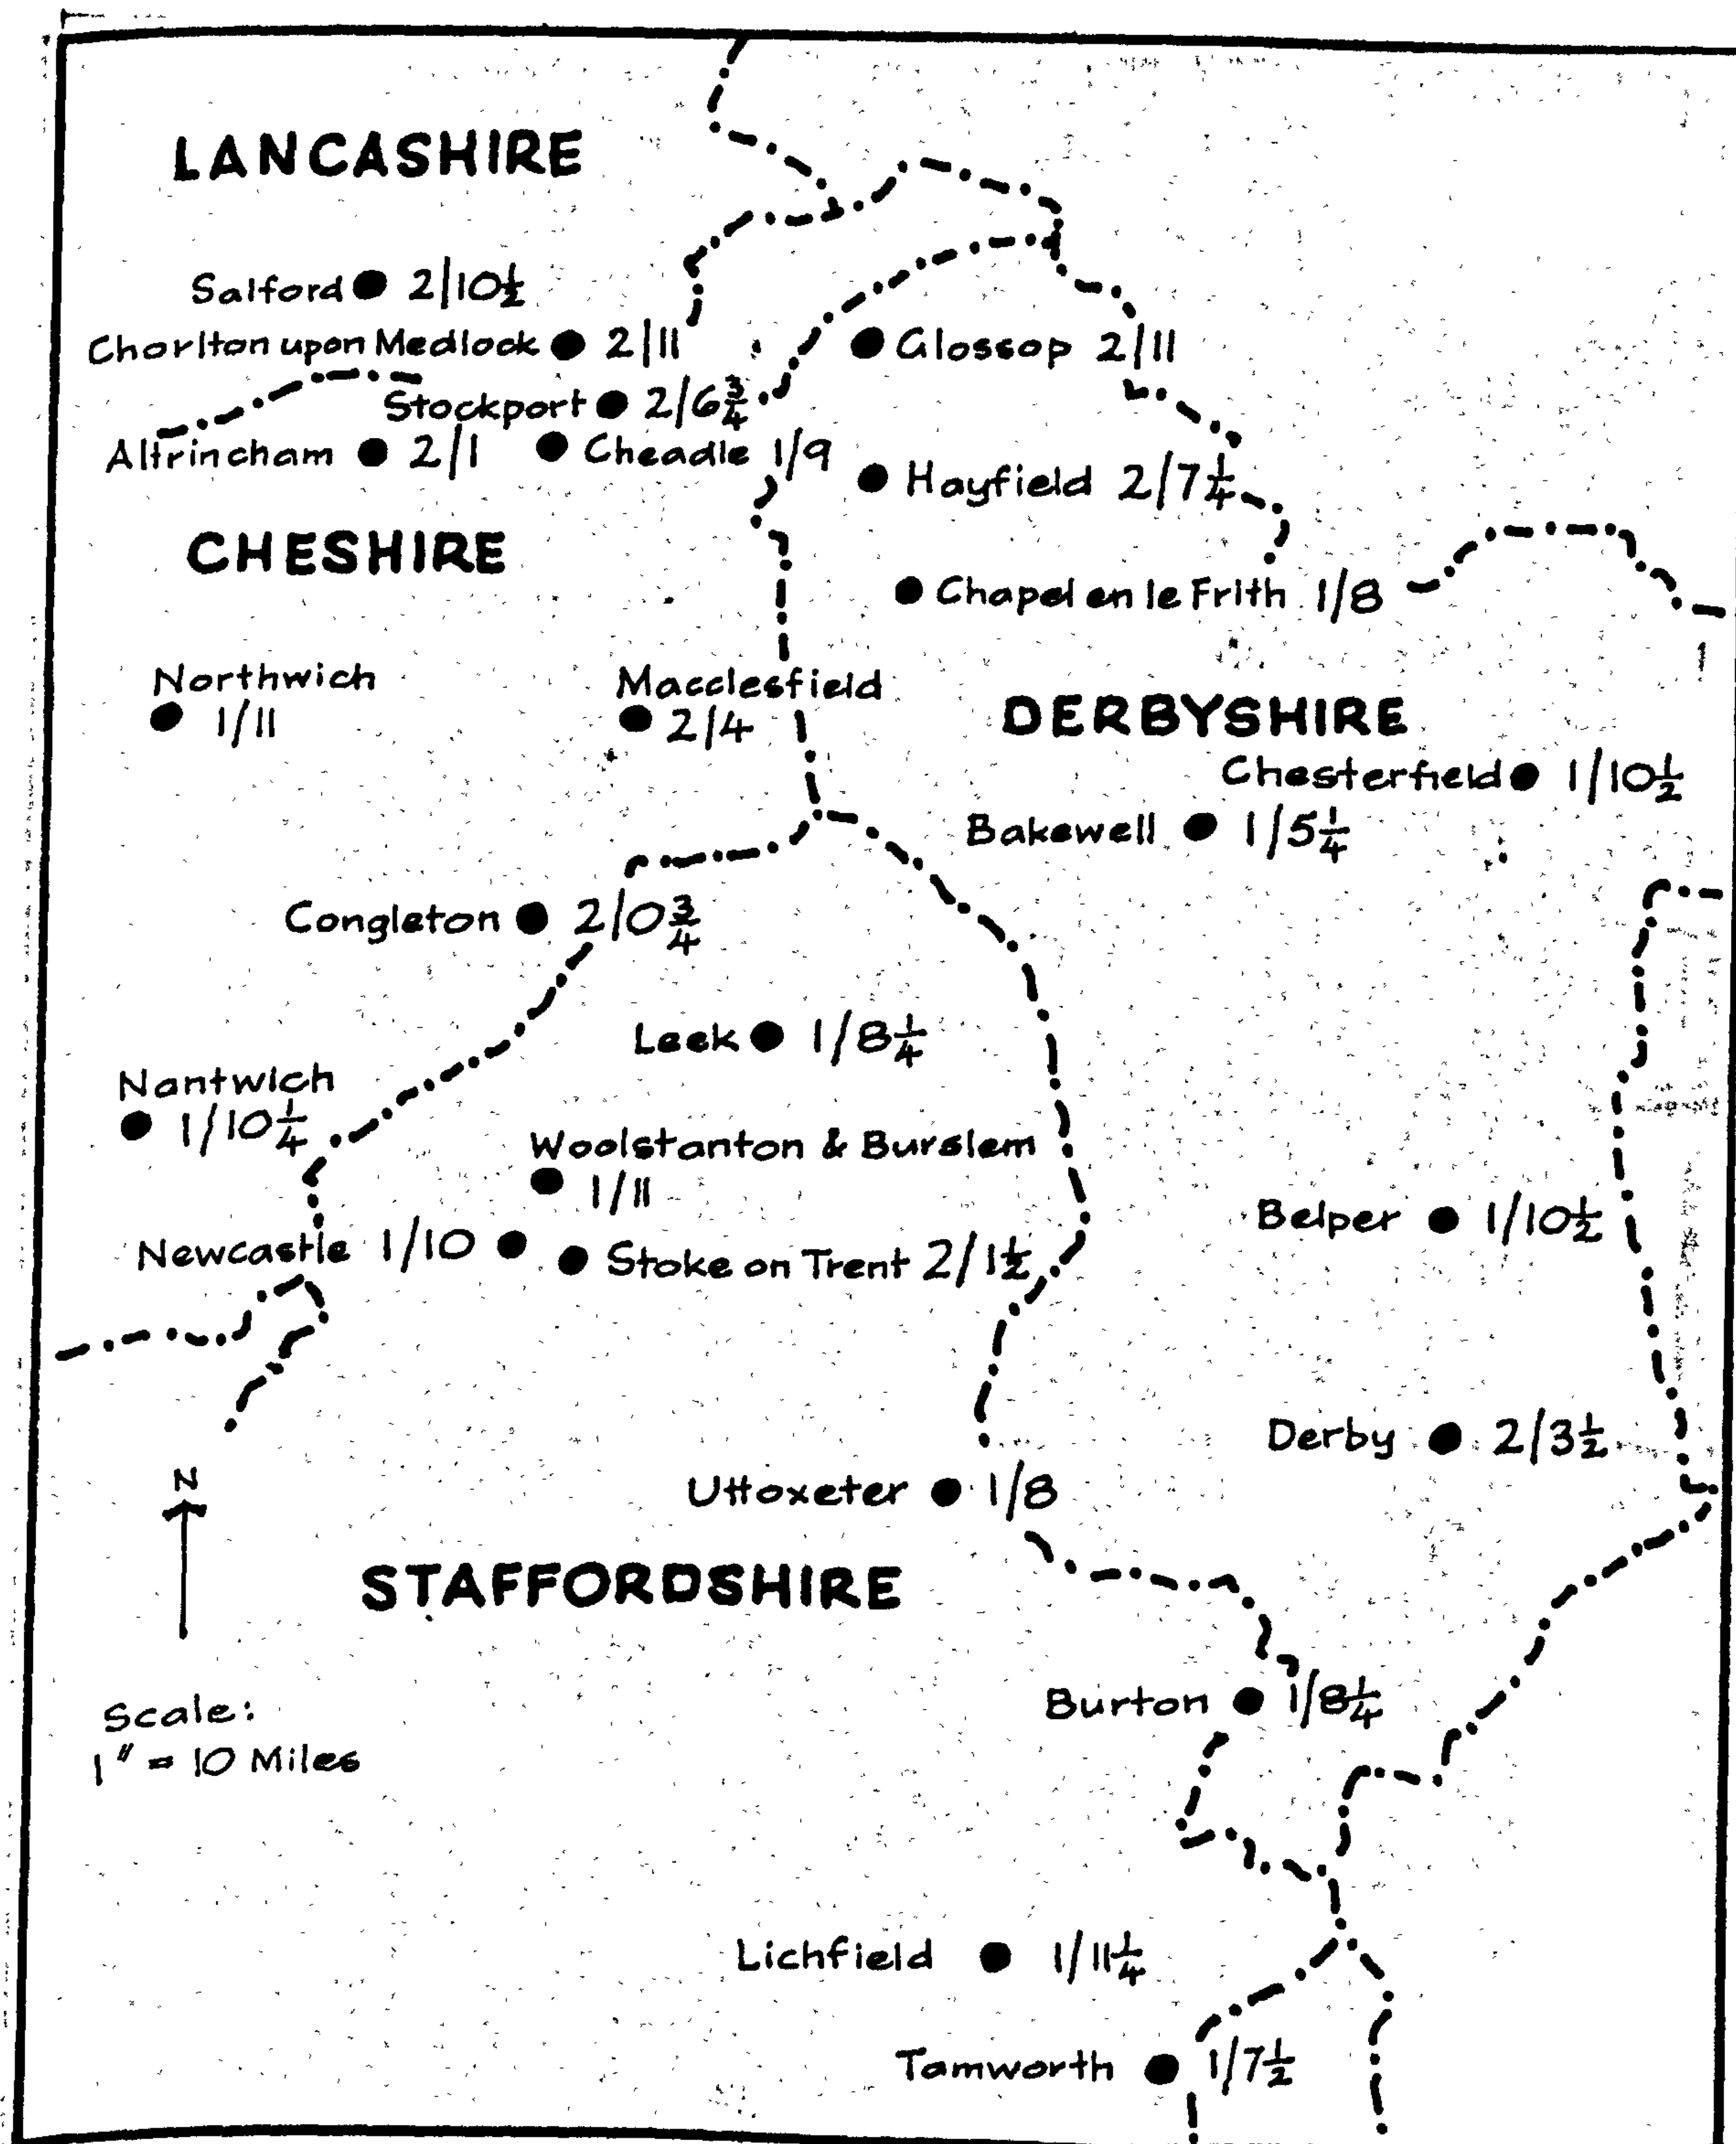 LANCASHIRE
Salford 2/10½
Chorlton upon Medlock 2/11
Glossop 2/11
Stockport 2/6¾
Altrincham 2/1
Cheadle 1/9
Hayfield 2/7¼
CHESHIRE
Chapel en le Frith 1/8
Northwich
1/11
Macclesfield
2/4
DERBYSHIRE
Chesterfield 1/10½
Bakewell 1/5¼
Congleton 2/0¾
Leek 1/8¼
Nantwich
1/10¼
Woolstanton & Burslem
1/11
Belper 1/10½
Newcastle 1/10
Stoke on Trent 2/1½
Derby 2/3½
N
Uttoxeter 1/8
STAFFORDSHIRE
Burton 1/8¼
Scale:
1" = 10 Miles
Lichfield 1/11¼
Tamworth 1/7½